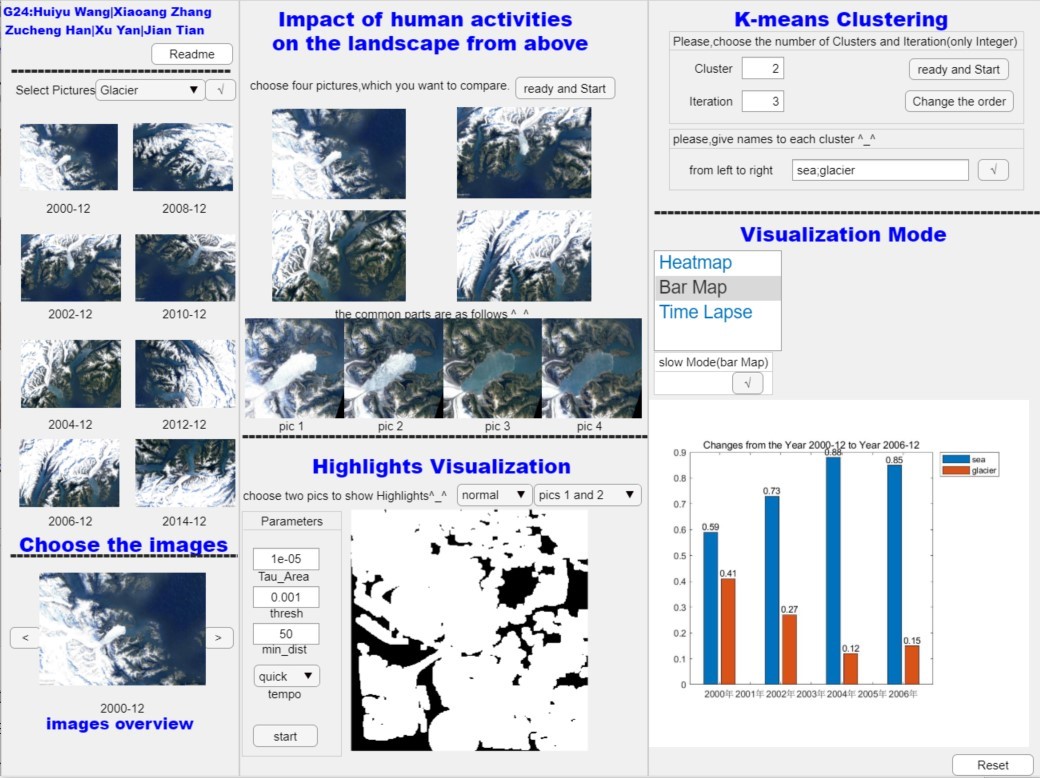 G24:Huiyu Wang|Xiaoang Zhang
Zucheng Han|Xu Yan|Jian Tian
Readme
Select Pictures
Glacier
√
2000-12
2008-12
2002-12
2010-12
2004-12
2012-12
2006-12
2014-12
Choose the images
<
>
2000-12
images overview
Impact of human activities
on the landscape from above
choose four pictures,which you want to compare.
ready and Start
the common parts are as follows ^_^
pic 1
pic 2
pic 3
pic 4
Highlights Visualization
choose two pics to show Highlights^_^
normal
pics 1 and 2
Parameters
1e-05
Tau_Area
0.001
thresh
50
min_dist
quick
tempo
start
K-means Clustering
Please,choose the number of Clusters and Iteration(only Integer)
Cluster
2
ready and Start
Iteration
3
Change the order
please,give names to each cluster ^_^
from left to right
sea;glacier
√
Visualization Mode
Heatmap
Bar Map
Time Lapse
slow Mode(bar Map)
√
Changes from the Year 2000-12 to Year 2006-12
0.9
0.8
0.7
0.6
0.5
0.4
0.3
0.2
0.1
0
0.59
0.41
0.73
0.27
0.88
0.12
0.85
0.15
2000年 2001年 2002年 2003年 2004年 2005年 2006年
sea
glacier
Reset